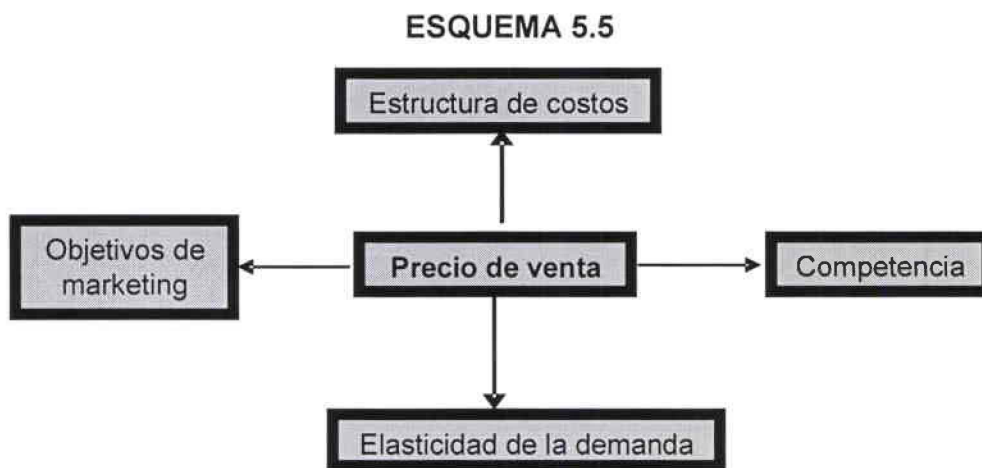 ESQUEMA 5.5
Estructura de costos
Objetivos de
marketing
Precio de venta
Competencia
Elasticidad de la demanda